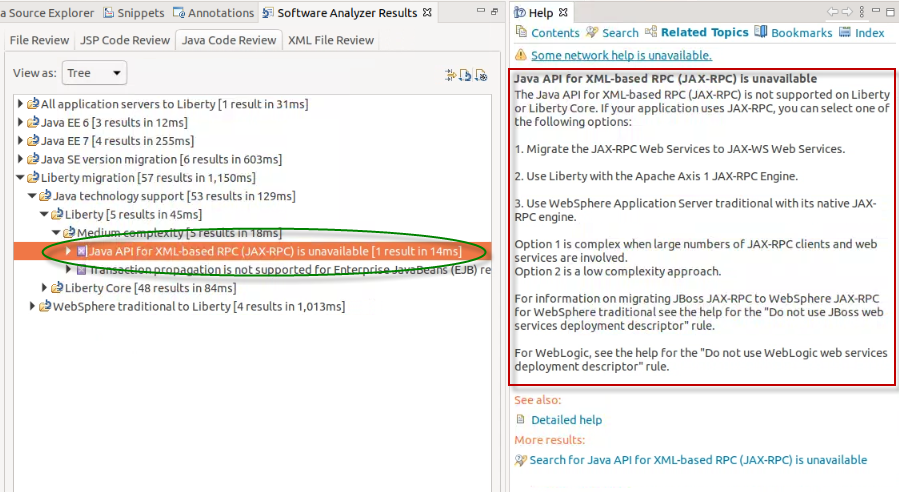 a Source Explorer Snippets Annotations Software Analyzer Results
File Review JSP Code Review Java Code Review XML File Review
View as: Tree
All application servers to Liberty [1 result in 31ms]
Java EE 6 [3 results in 12ms]
Java EE 7 [4 results in 255ms]
Java SE version migration [6 results in 603ms]
Liberty migration [57 results in 1,150ms]
Java technology support [53 results in 129ms]
Liberty [5 results in 45ms]
Medium complexity [5 results in 18ms]
Java API for XML-based RPC (JAX-RPC) is unavailable [1 result in 14ms]
Transaction propagation is not supported for Enterprise JavaBeans (EJB) re
Liberty Core [48 results in 84ms]
WebSphere traditional to Liberty [4 results in 1,013ms]
Help
Contents Search Related Topics Bookmarks Index
Some network help is unavailable.
Java API for XML-based RPC (JAX-RPC) is unavailable
The Java API for XML-based RPC (JAX-RPC) is not supported on Liberty
or Liberty Core. If your application uses JAX-RPC, you can select one of
the following options:
1. Migrate the JAX-RPC Web Services to JAX-WS Web Services.
2. Use Liberty with the Apache Axis 1 JAX-RPC Engine.
3. Use WebSphere Application Server traditional with its native JAX-
RPC engine.
Option 1 is complex when large numbers of JAX-RPC clients and web
services are involved.
Option 2 is a low complexity approach.
For information on migrating JBoss JAX-RPC to WebSphere JAX-RPC
for WebSphere traditional see the help for the "Do not use JBoss web
services deployment descriptor" rule.
For WebLogic, see the help for the "Do not use WebLogic web services
deployment descriptor" rule.
See also:
Detailed help
More results:
Search for Java API for XML-based RPC (JAX-RPC) is unavailable